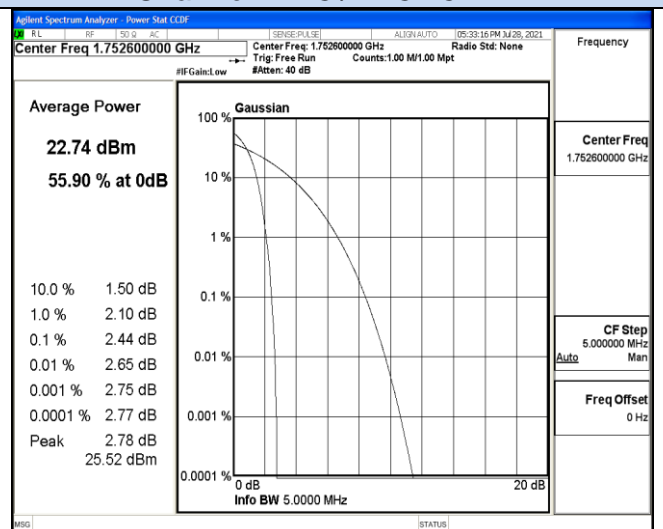 Agilent Spectrum Analyzer - Power Stat CCDF
RL RF 50 Ω AC SENSE:PULSE ALIGN AUTO 05:33:16 PM Jul 28, 2021
Center Freq 1.752600000 GHz
Center Freq: 1.752600000 GHz Radio Std: None
Trig: Free Run Counts:1.00 M/1.00 Mpt
#IFGain:Low #Atten: 40 dB
Frequency
Average Power
22.74 dBm
55.90 % at 0dB
10.0 % 1.50 dB
1.0 % 2.10 dB
0.1 % 2.44 dB
0.01 % 2.65 dB
0.001 % 2.75 dB
0.0001 % 2.77 dB
Peak 2.78 dB
25.52 dBm
Gaussian
100 %
10 %
1 %
0.1 %
0.01 %
0.001 %
0.0001 %
0 dB 20 dB
Info BW 5.0000 MHz
Center Freq
1.752600000 GHz
CF Step
5.000000 MHz
Auto Man
Freq Offset
0 Hz
MSG STATUS